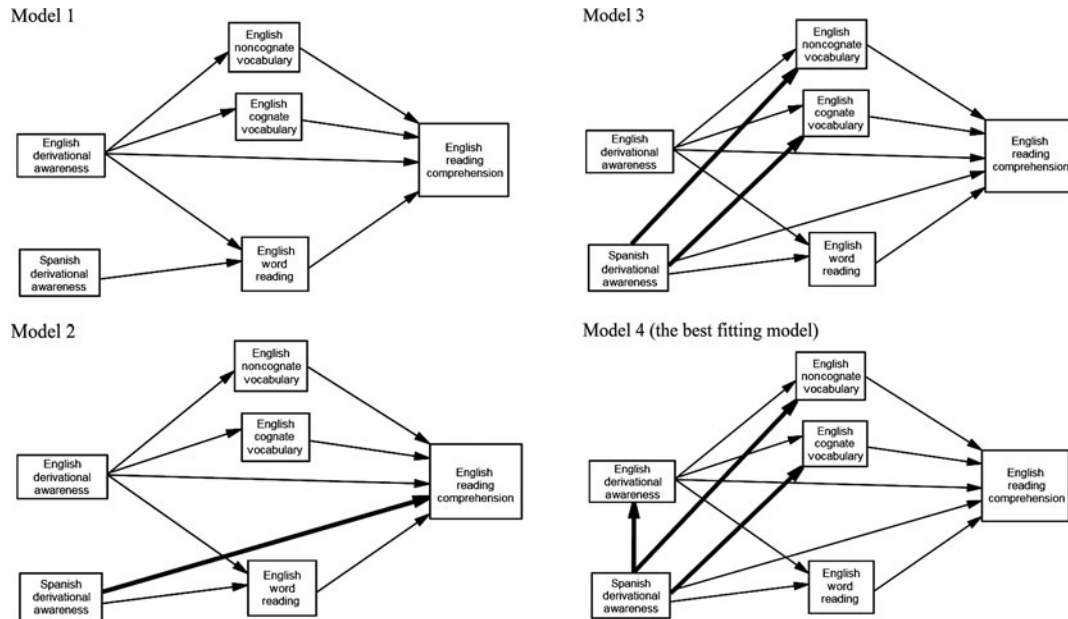 Model 1
English
noncognate
vocabulary
English
cognate
vocabulary
English
derivational
awareness
English
reading
comprehension
Spanish
derivational
awareness
English
word
reading
Model 3
English
noncognate
vocabulary
English
cognate
vocabulary
English
derivational
awareness
English
reading
comprehension
Spanish
derivational
awareness
English
word
reading
Model 2
English
noncognate
vocabulary
English
cognate
vocabulary
English
derivational
awareness
English
reading
comprehension
Spanish
derivational
awareness
English
word
reading
Model 4 (the best fitting model)
English
noncognate
vocabulary
English
cognate
vocabulary
English
derivational
awareness
English
reading
comprehension
Spanish
derivational
awareness
English
word
reading